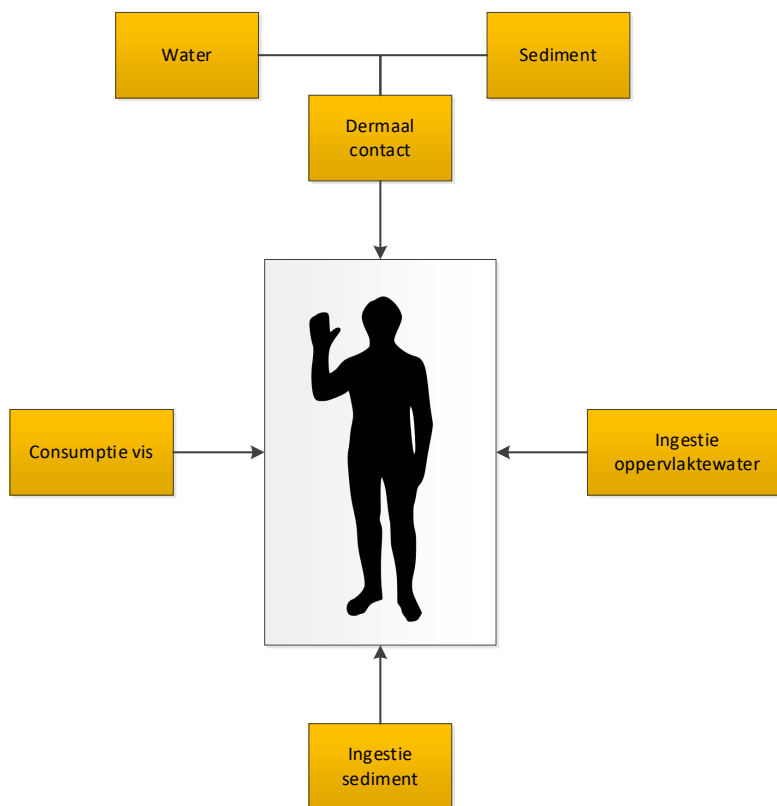 Water
Sediment
Dermaal
contact
Consumptie vis
Ingestie
oppervlaktewater
Ingestie
sediment